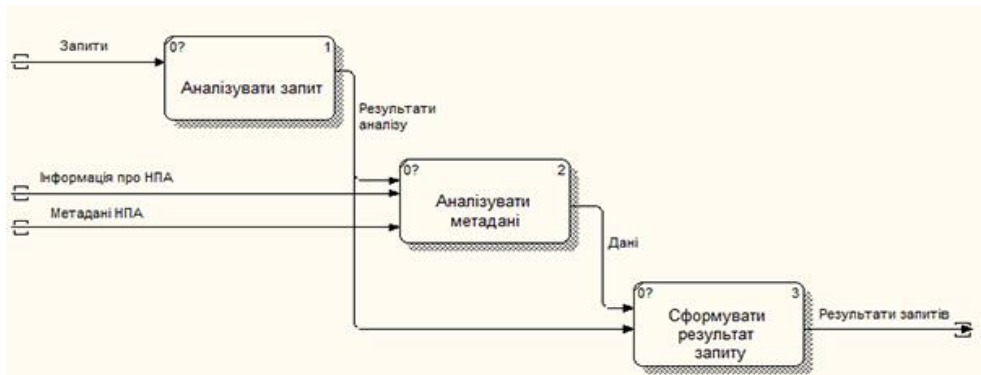 Запити
0? 1
Аналізувати запит
Результати
аналізу
Інформація про НПА
0? 2
Аналізувати
метадані
Метадані НПА
Дані
0? 3
Сформувати
результат
запиту
Результати запитів